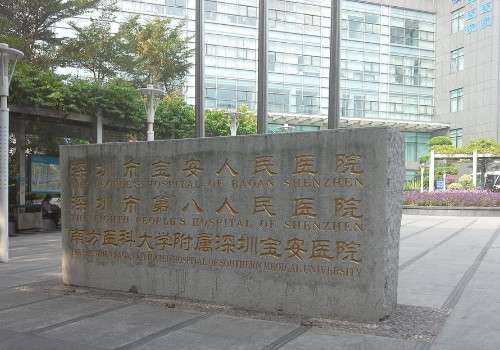 深圳市宝安人民医院
THE PEOPLE'S HOSPITAL OF BAOAN SHENZHEN
深圳市第八人民医院
THE EIGHTH PEOPLE'S HOSPITAL OF SHENZHEN
南方医科大学附属深圳宝安医院
HOSPITAL OF SOUTHERN MEDICAL UNIVERSITY